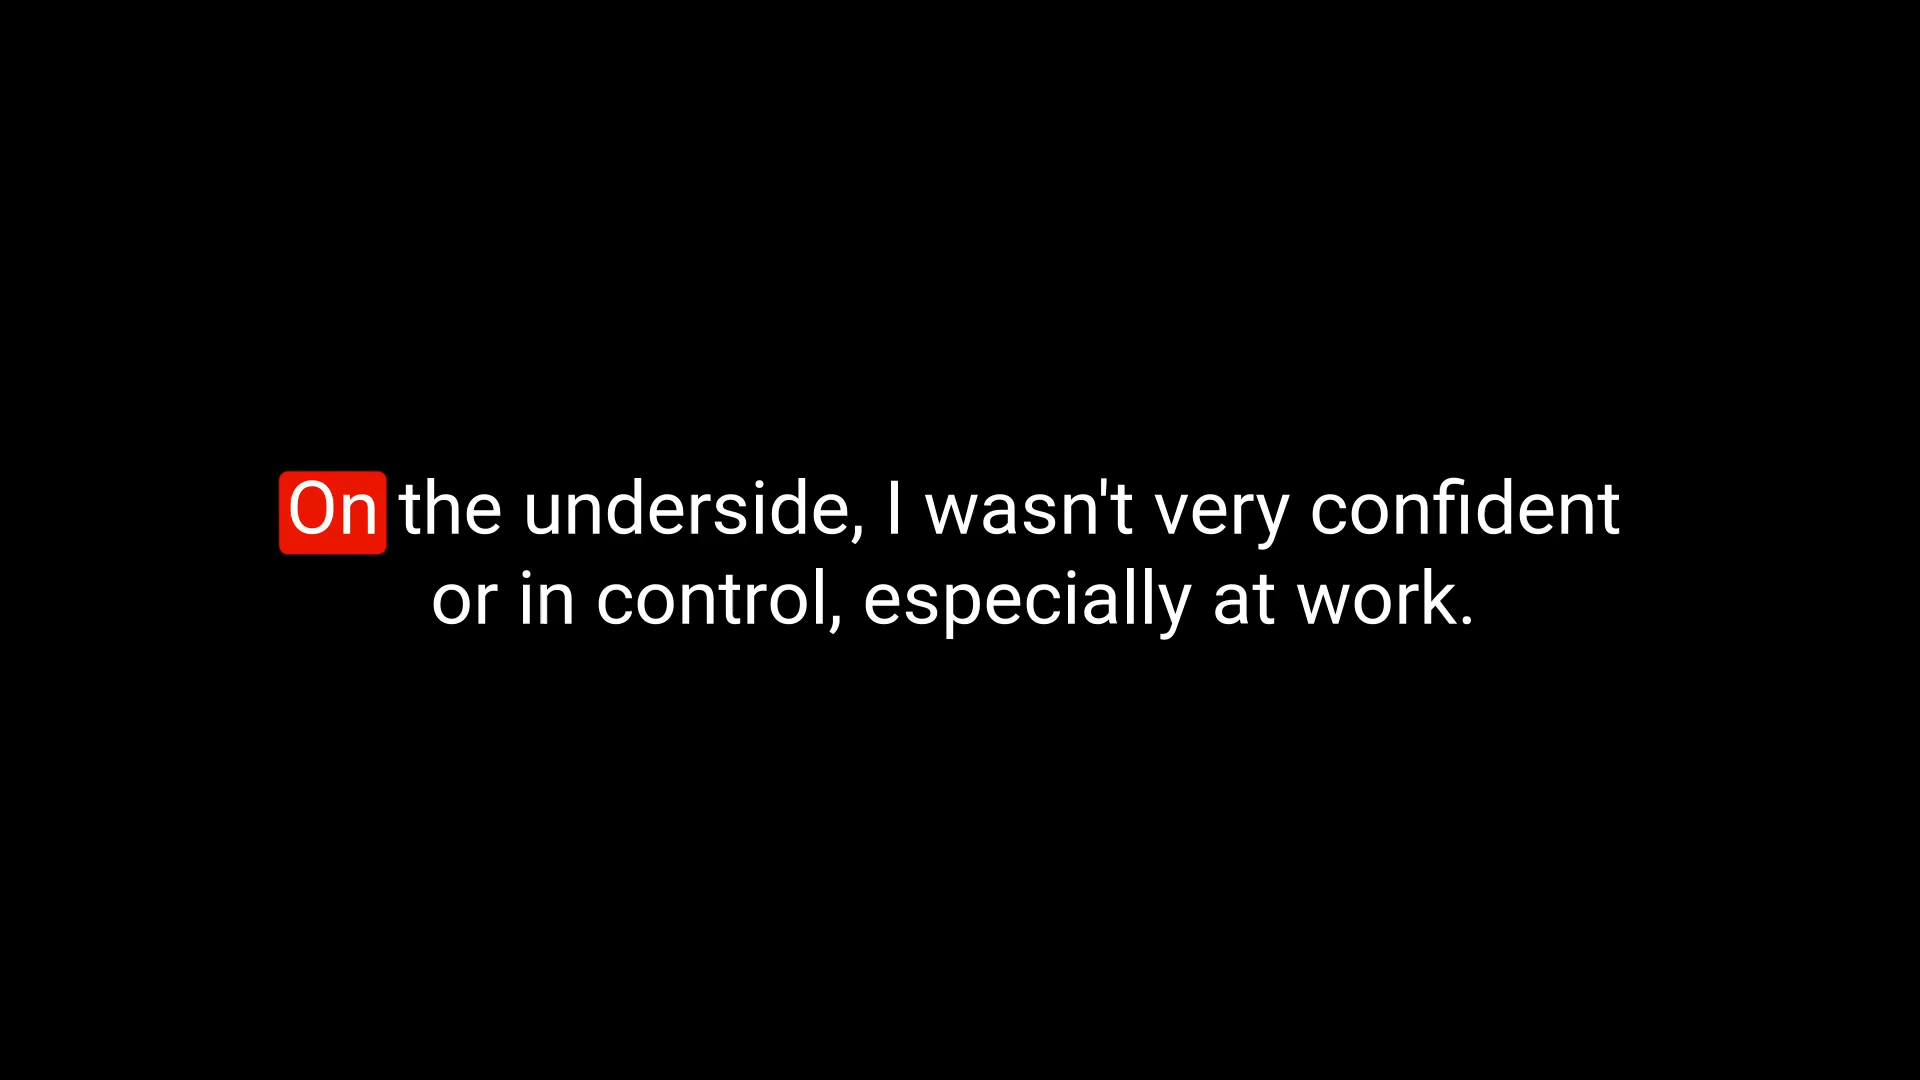 On the underside, I wasn't very confident
or in control, especially at work.